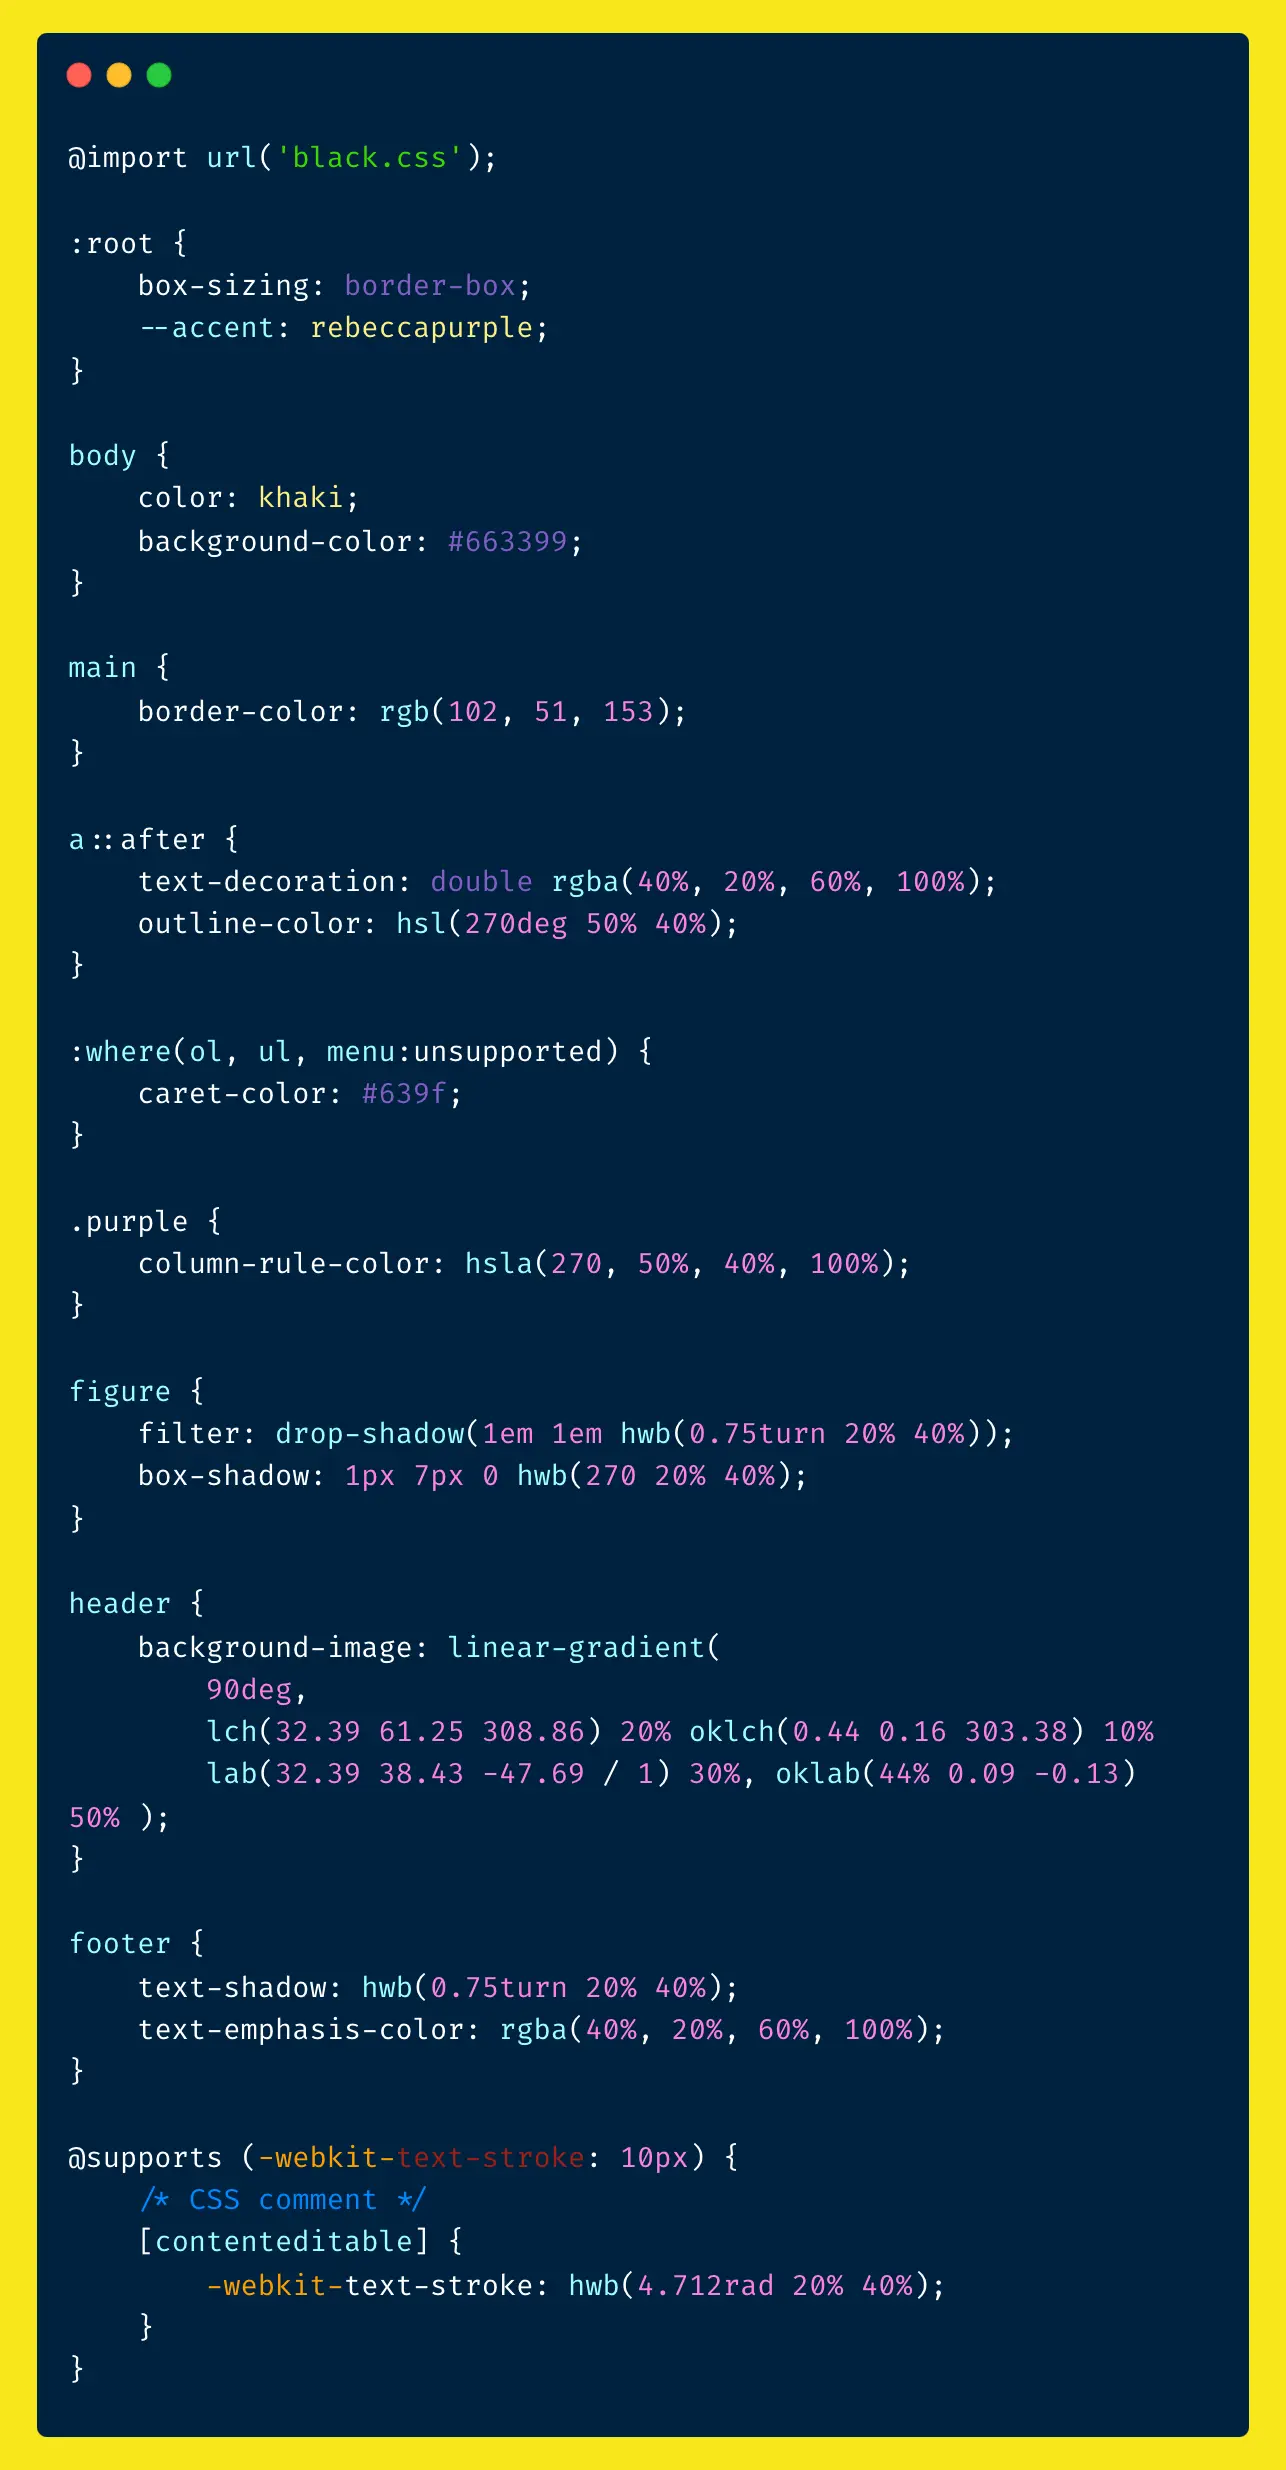 @import url('black.css');
:root {
box-sizing: border-box;
--accent: rebeccapurple;
}
body {
color: khaki;
background-color: #663399;
}
main {
border-color: rgb(102, 51, 153);
}
a::after {
text-decoration: double rgba(40%, 20%, 60%, 100%);
outline-color: hsl(270deg 50% 40%);
}
:where(ol, ul, menu:unsupported) {
caret-color: #639f;
}
.purple {
column-rule-color: hsla(270, 50%, 40%, 100%);
}
figure {
filter: drop-shadow(1em 1em hwb(0.75turn 20% 40%));
box-shadow: 1px 7px 0 hwb(270 20% 40%);
}
header {
background-image: linear-gradient(
90deg,
lch(32.39 61.25 308.86) 20% oklch(0.44 0.16 303.38) 10%
lab(32.39 38.43 -47.69 / 1) 30%, oklab(44% 0.09 -0.13)
50% );
}
footer {
text-shadow: hwb(0.75turn 20% 40%);
text-emphasis-color: rgba(40%, 20%, 60%, 100%);
}
@supports (-webkit-text-stroke: 10px) {
/* CSS comment */
[contenteditable] {
-webkit-text-stroke: hwb(4.712rad 20% 40%);
}
}